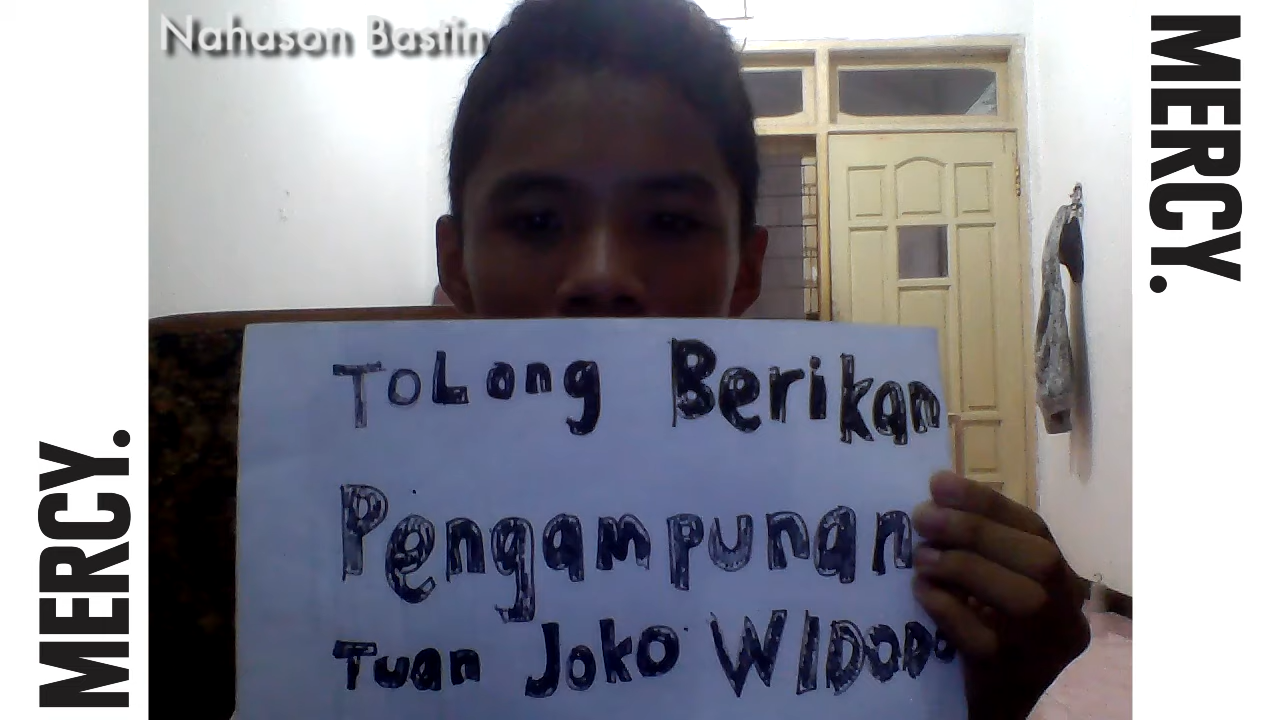 Nahason Bastin
MERCY.
MERCY.
ToLong Berikan
Pengampunan
Tuan Joko WIDODO